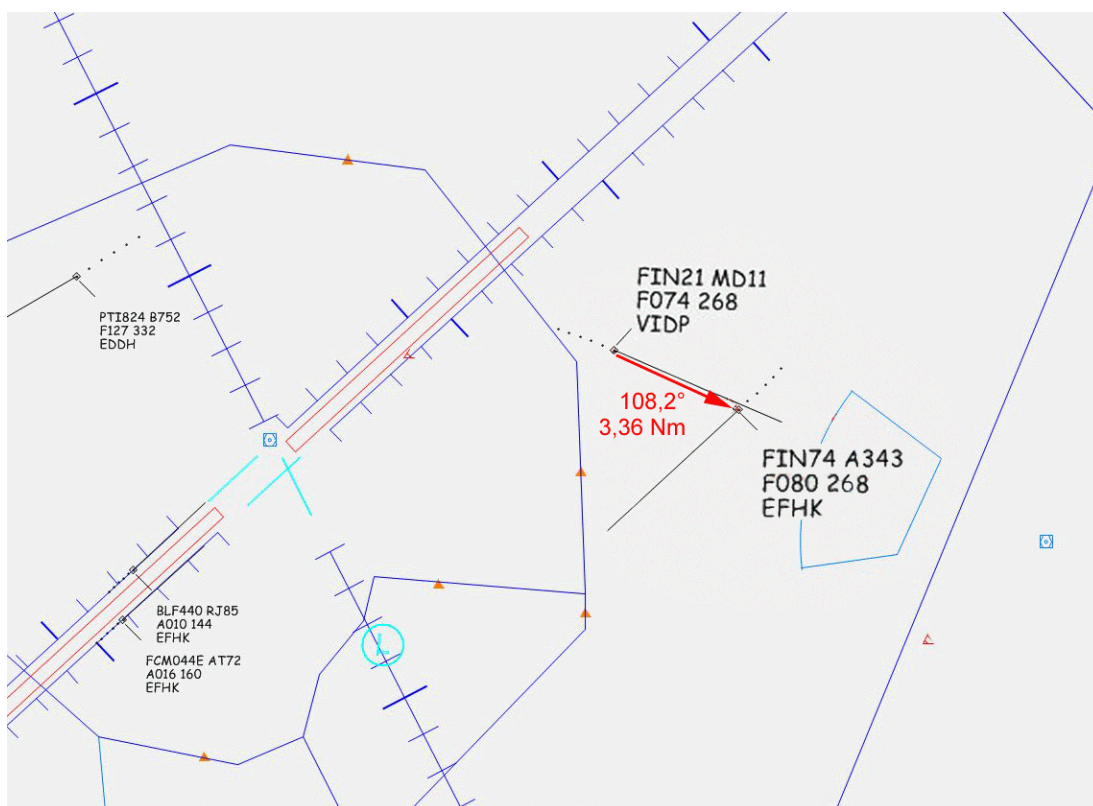 FIN21 MD11
F074 268
VIDP
PTI824 B752
F127 332
EDDH
108,2°
3,36 Nm
FIN74 A343
F080 268
EFHK
BLF440 RJ85
A010 144
EFHK
FCM044E AT72
A016 160
EFHK
L